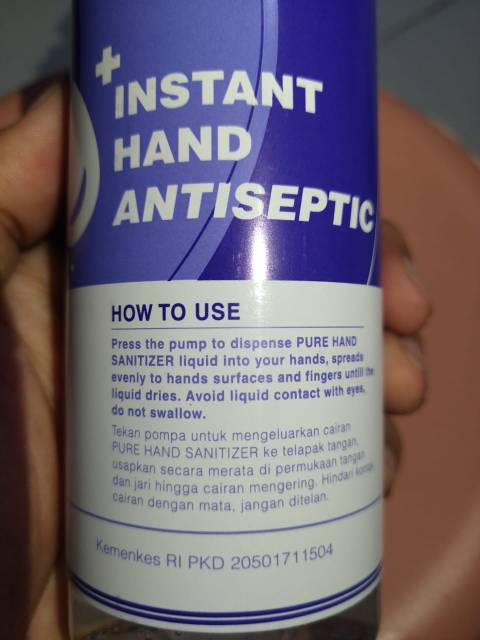 INSTANT
HAND
ANTISEPTIC
HOW TO USE
Press the pump to dispense PURE HAND
SANITIZER liquid into your hands, spreads
evenly to hands surfaces and fingers untill the
liquid dries. Avoid liquid contact with eyes,
do not swallow.
Tekan pompa untuk mengeluarkan cairan
PURE HAND SANITIZER ke telapak tangan,
usapkan secara merata di permukaan tangan
dan jari hingga cairan mengering. Hindari kontak
cairan dengan mata, jangan ditelan.
Kemenkes RI PKD 20501711504